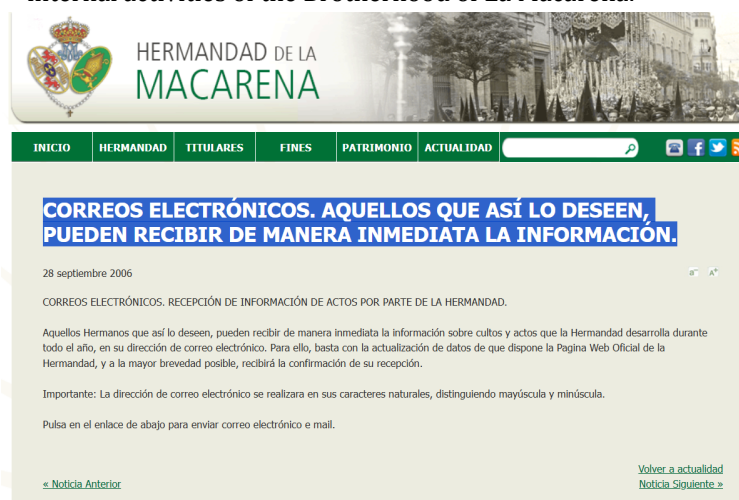 HERMANDAD DE LA
MACARENA
INICIO HERMANDAD TITULARES FINES PATRIMONIO ACTUALIDAD
CORREOS ELECTRÓNICOS. AQUELLOS QUE ASÍ LO DESEEN,
PUEDEN RECIBIR DE MANERA INMEDIATA LA INFORMACIÓN.
28 septiembre 2006
CORREOS ELECTRÓNICOS. RECEPCIÓN DE INFORMACIÓN DE ACTOS POR PARTE DE LA HERMANDAD.
Aquellos Hermanos que así lo deseen, pueden recibir de manera inmediata la información sobre cultos y actos que la Hermandad desarrolla durante
todo el año, en su dirección de correo electrónico. Para ello, basta con la actualización de datos de que dispone la Pagina Web Oficial de la
Hermandad, y a la mayor brevedad posible, recibirá la confirmación de su recepción.
Importante: La dirección de correo electrónico se realizara en sus caracteres naturales, distinguiendo mayúscula y minúscula.
Pulsa en el enlace de abajo para enviar correo electrónico e mail.
Volver a actualidad
« Noticia Anterior Noticia Siguiente »